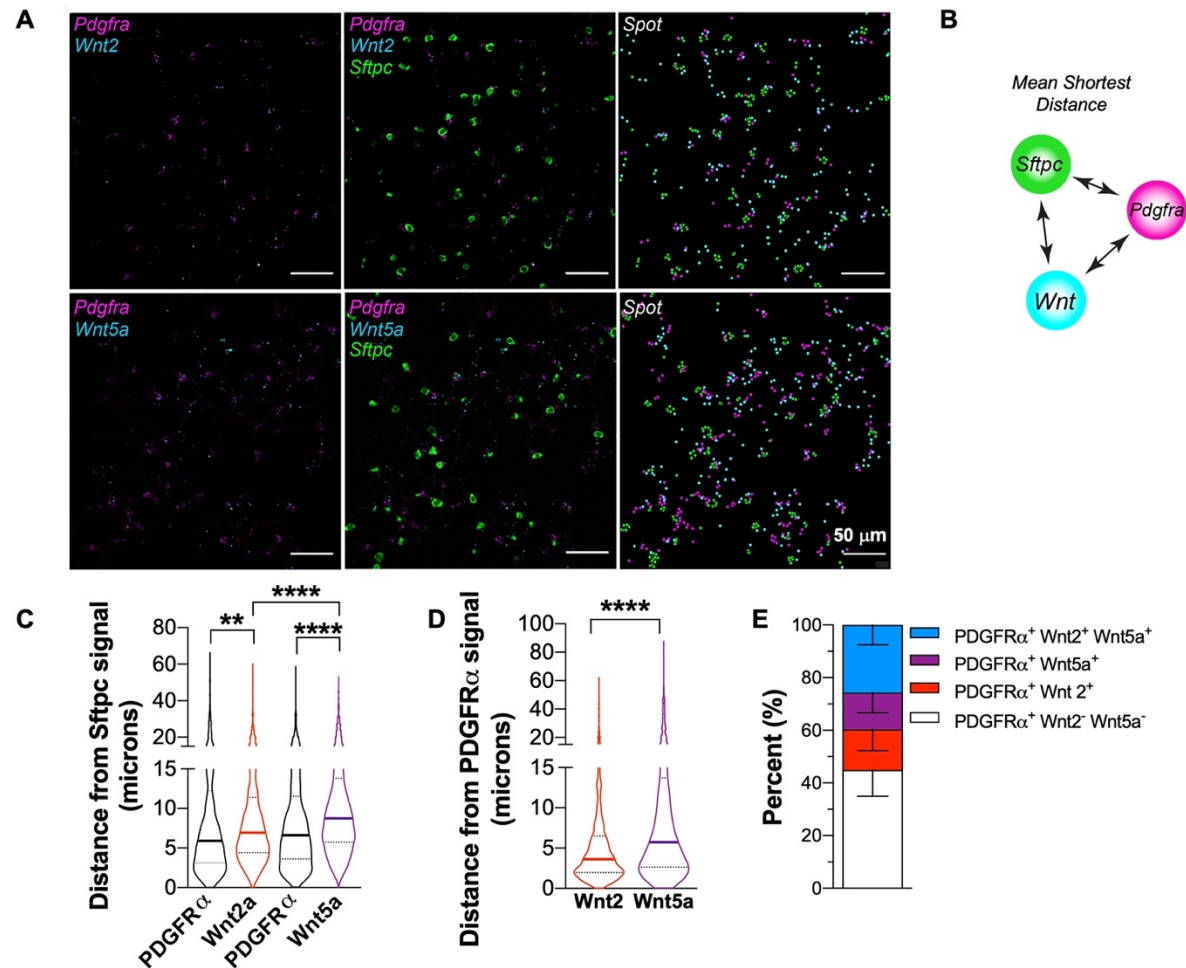 A
Pdgfra
Wnt2
Pdgfra
Wnt2
Sftpc
Spot
Pdgfra
Wnt5a
Pdgfra
Wnt5a
Sftpc
Spot
50 μm
B
Mean Shortest
Distance
Sftpc
Pdgfra
Wnt
C
Distance from Sftpc signal
(microns)
80
60
40
20
15
10
5
0
**
****
****
PDGFRα
Wnt2a
PDGFRα
Wnt5a
D
Distance from PDGFRα signal
(microns)
100
80
60
40
20
15
10
5
0
****
Wnt2
Wnt5a
E
Percent (%)
100
80
60
40
20
0
PDGFRα+ Wnt2+ Wnt5a+
PDGFRα+ Wnt5a+
PDGFRα+ Wnt 2+
PDGFRα+ Wnt2- Wnt5a-